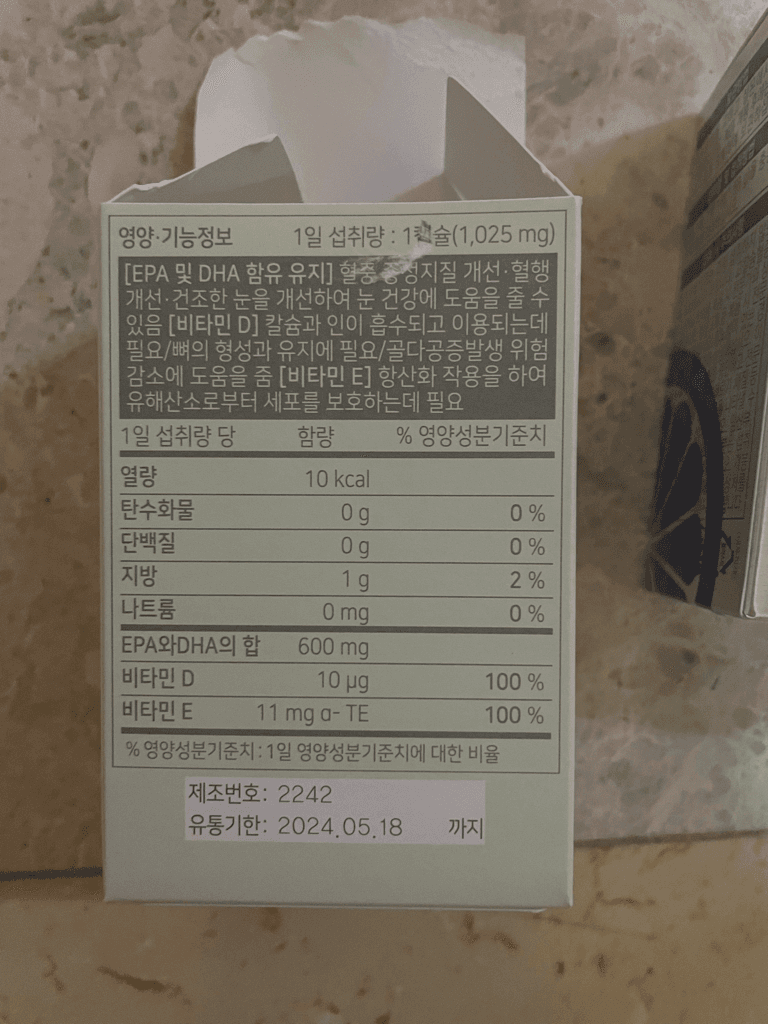 영양·기능정보 1일 섭취량 : 1캡슐(1,025 mg)
[EPA 및 DHA 함유 유지] 혈중 중성지질 개선·혈행
개선·건조한 눈을 개선하여 눈 건강에 도움을 줄 수
있음 [비타민 D] 칼슘과 인이 흡수되고 이용되는데
필요/뼈의 형성과 유지에 필요/골다공증발생 위험
감소에 도움을 줌 [비타민 E] 항산화 작용을 하여
유해산소로부터 세포를 보호하는데 필요
1일 섭취량 당 함량 % 영양성분기준치
열량 10 kcal
탄수화물 0 g 0 %
단백질 0 g 0 %
지방 1 g 2 %
나트륨 0 mg 0 %
EPA와DHA의 합 600 mg
비타민 D 10 µg 100 %
비타민 E 11 mg α- TE 100 %
% 영양성분기준치 : 1일 영양성분기준치에 대한 비율
제조번호: 2242
유통기한: 2024.05.18 까지